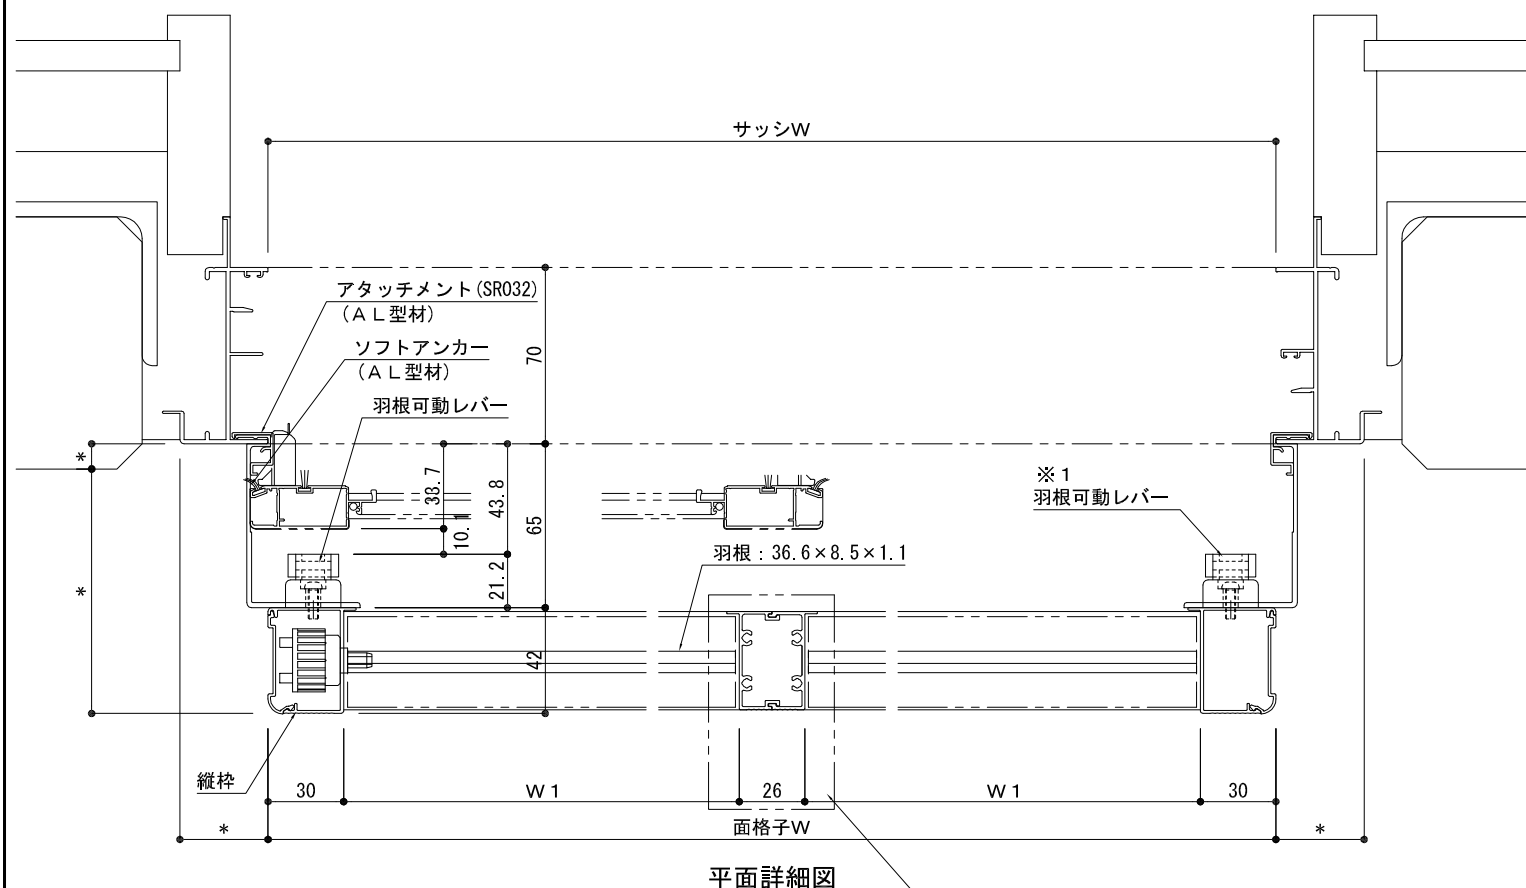 サッシW
アタッチメント(SR032)
(AL型材)
ソフトアンカー
(AL型材)
羽根可動レバー
70
*
33.7
43.8
65
10.1
21.2
※1
羽根可動レバー
羽根：36.6×8.5×1.1
*
42
縦枠
30
W1
26
W1
30
*
面格子W
*
平面詳細図